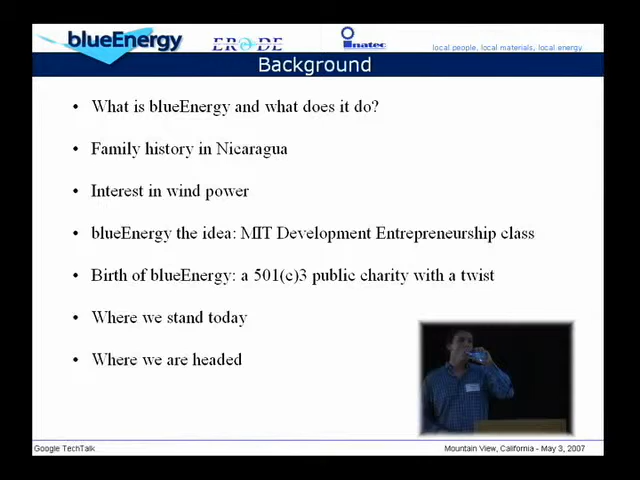 blueEnergy
ERODE
inatec
local people, local materials, local energy
Background
• What is blueEnergy and what does it do?
• Family history in Nicaragua
• Interest in wind power
• blueEnergy the idea: MIT Development Entrepreneurship class
• Birth of blueEnergy: a 501(c)3 public charity with a twist
• Where we stand today
• Where we are headed
Google TechTalk
Mountain View, California - May 3, 2007